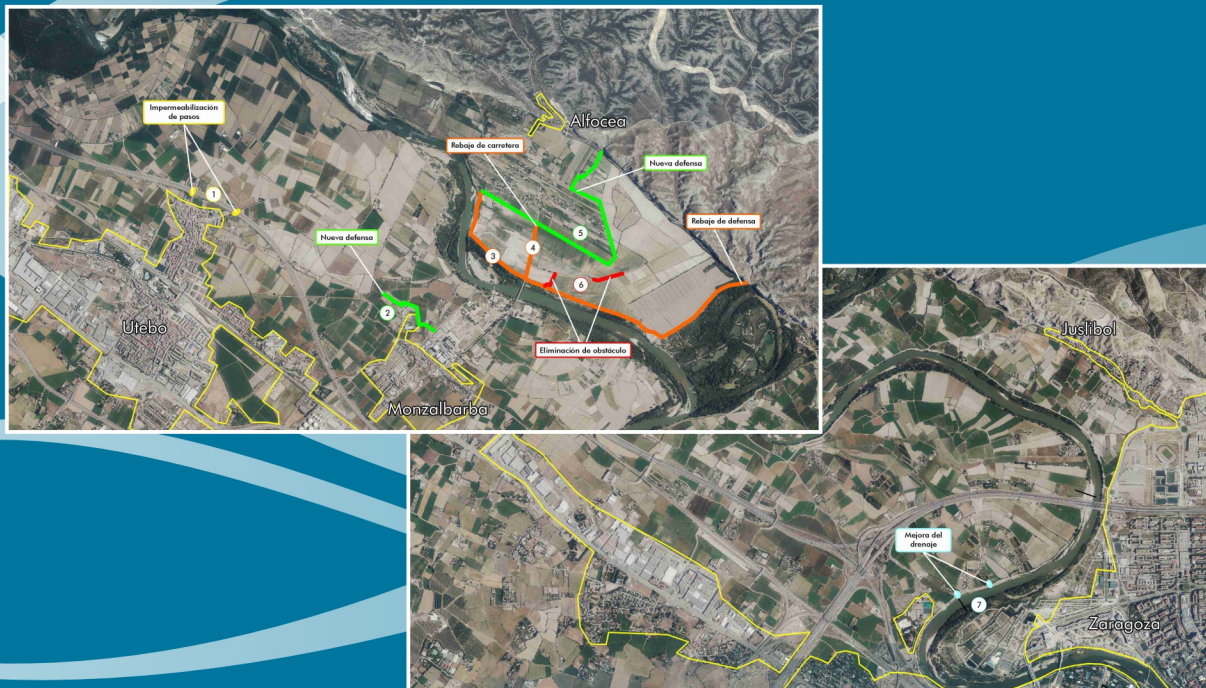 Impermeabilización
de pasos
1
Utebo
Nueva defensa
2
Monzalbarba
Rebaje de carretera
Alfocea
Nueva defensa
Rebaje de defensa
3
4
5
6
Eliminación de obstáculo
Juslibol
Mejora del
drenaje
7
Zaragoza